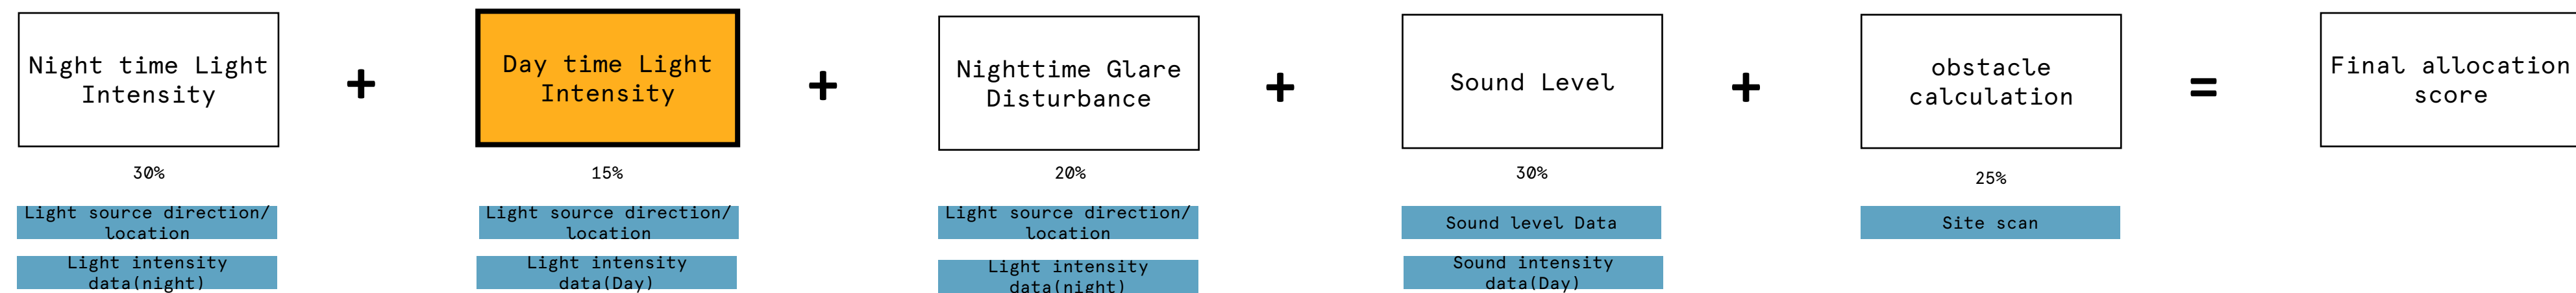 Night time Light
Intensity
+
Day time Light
Intensity
+
Nighttime Glare
Disturbance
+
Sound Level
+
obstacle
calculation
=
Final allocation
score
30%
15%
20%
30%
25%
Light source direction/
location
Light source direction/
location
Light source direction/
location
Sound level Data
Site scan
Light intensity
data(night)
Light intensity
data(Day)
Light intensity
data(night)
Sound intensity
data(Day)